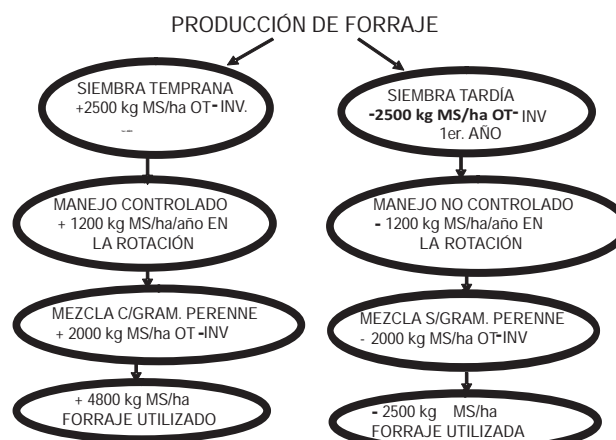 PRODUCCIÓN DE FORRAJE
SIEMBRA TEMPRANA
+2500 kg MS/ha OT-INV.
---
MANEJO CONTROLADO
+ 1200 kg MS/ha/año EN
LA ROTACIÓN
MEZCLA C/GRAM. PERENNE
+ 2000 kg MS/ha OT-INV
+ 4800 kg MS/ha
FORRAJE UTILIZADO
SIEMBRA TARDÍA
-2500 kg MS/ha OT-INV
1er. AÑO
MANEJO NO CONTROLADO
- 1200 kg MS/ha/año EN
LA ROTACIÓN
MEZCLA S/GRAM. PERENNE
- 2000 kg MS/ha OT-INV
- 2500 kg MS/ha
FORRAJE UTILIZADA